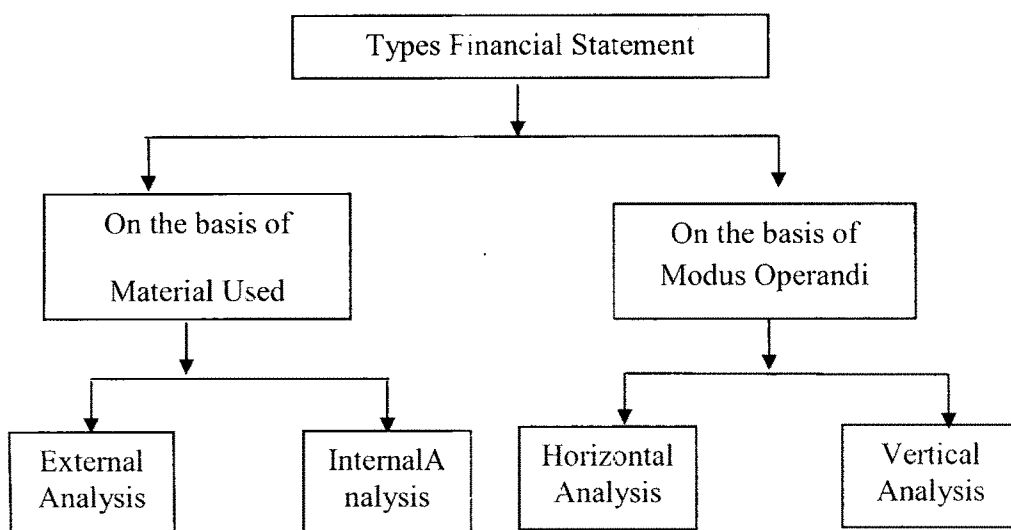 Types Financial Statement
On the basis of
Material Used
On the basis of
Modus Operandi
External
Analysis
InternalA
nalysis
Horizontal
Analysis
Vertical
Analysis